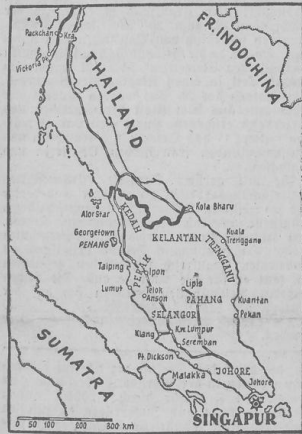 FR. INDOCHINA
Packchan
Kra
Victoria Pt.
THAILAND
Kota Bharu
Alor Star
KEDAH
Georgetown
PENANG
KELANTAN
TRENGGANU
Kuala
Trengganu
Taiping
PERAK
Ipoh
Lumut
Telok
Anson
Lipis
PAHANG
Kuantan
Pekan
SELANGOR
Klang
K. Lumpur
Seremban
Pt. Dickson
Malakka
JOHORE
Johore
SUMATRA
SINGAPUR
0 50 100 200 300 km